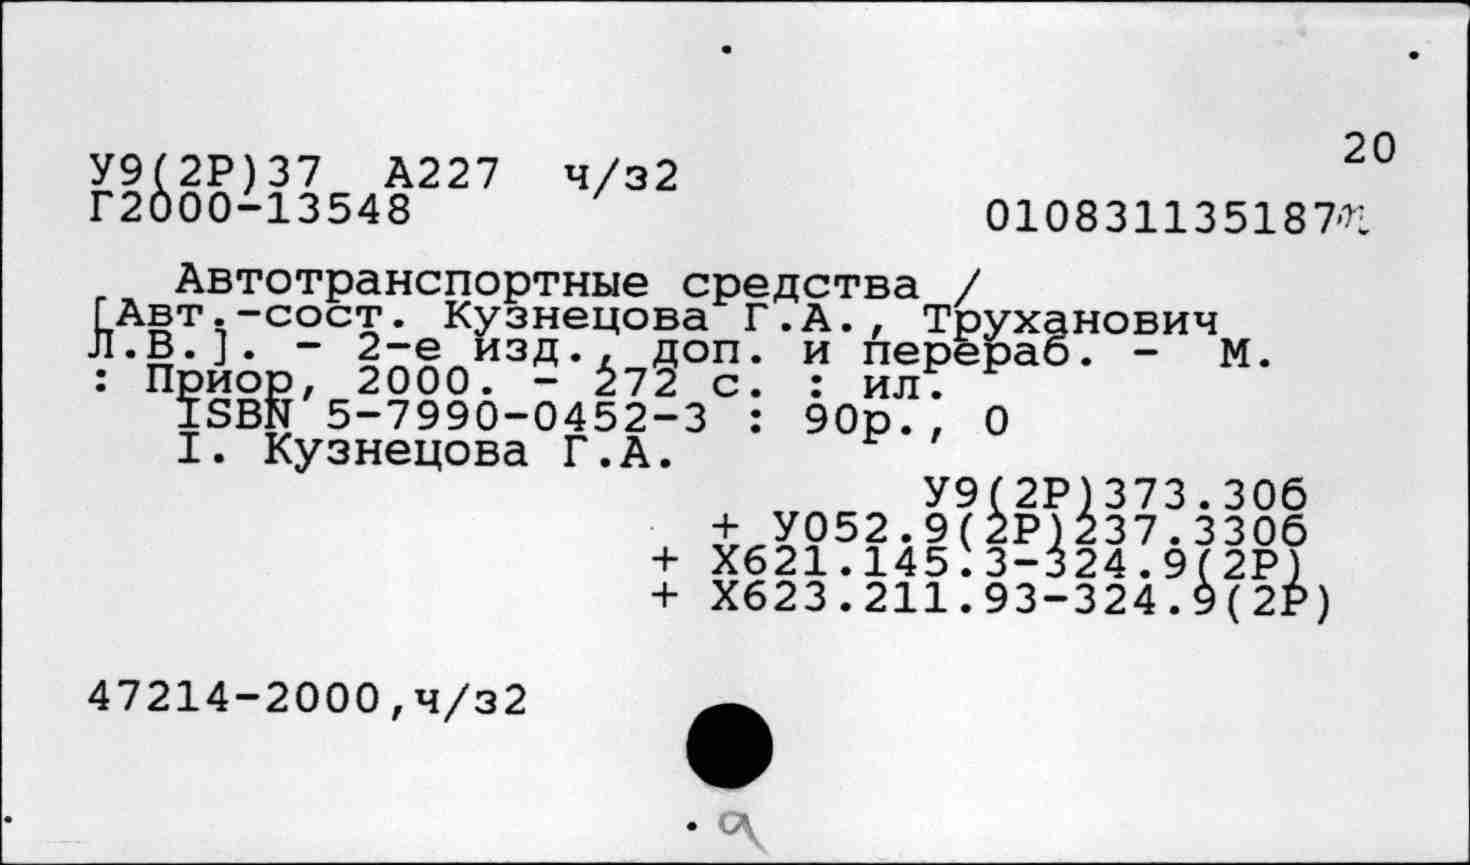 20
У9(2Р)37 А227 ч/з2
Г2000-13548
010831135187
Автотранспортные средства /
[Авт.-сост. Кузнецова Г.А., Труханович
Л.В.]. - 2-е изд., доп. и перераб. - М.
: Приор, 2000. - 272 с. : ил.
ISBN 5-7990-0452-3 : 90р., 0
I. Кузнецова Г.А.
У9(2Р)373.30б
+ У052.9(2Р)237.330б
+ Х621.145.3-324.9(2Р)
+ Х623.211.93-324.9(2Р)
47214-2000,ч/з2